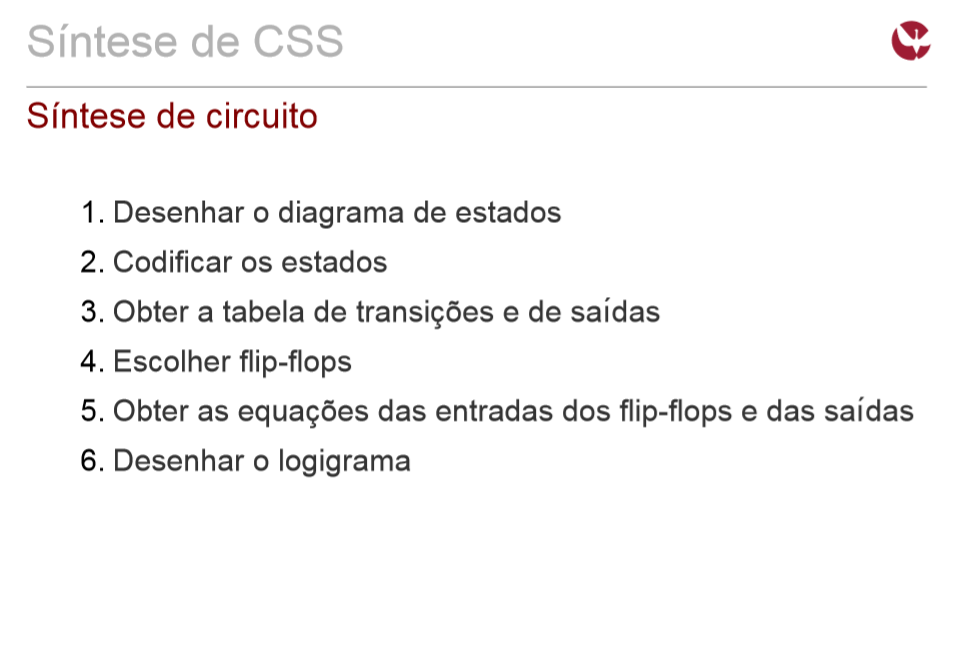 Síntese de CSS
Síntese de circuito
1. Desenhar o diagrama de estados
2. Codificar os estados
3. Obter a tabela de transições e de saídas
4. Escolher flip-flops
5. Obter as equações das entradas dos flip-flops e das saídas
6. Desenhar o logigrama